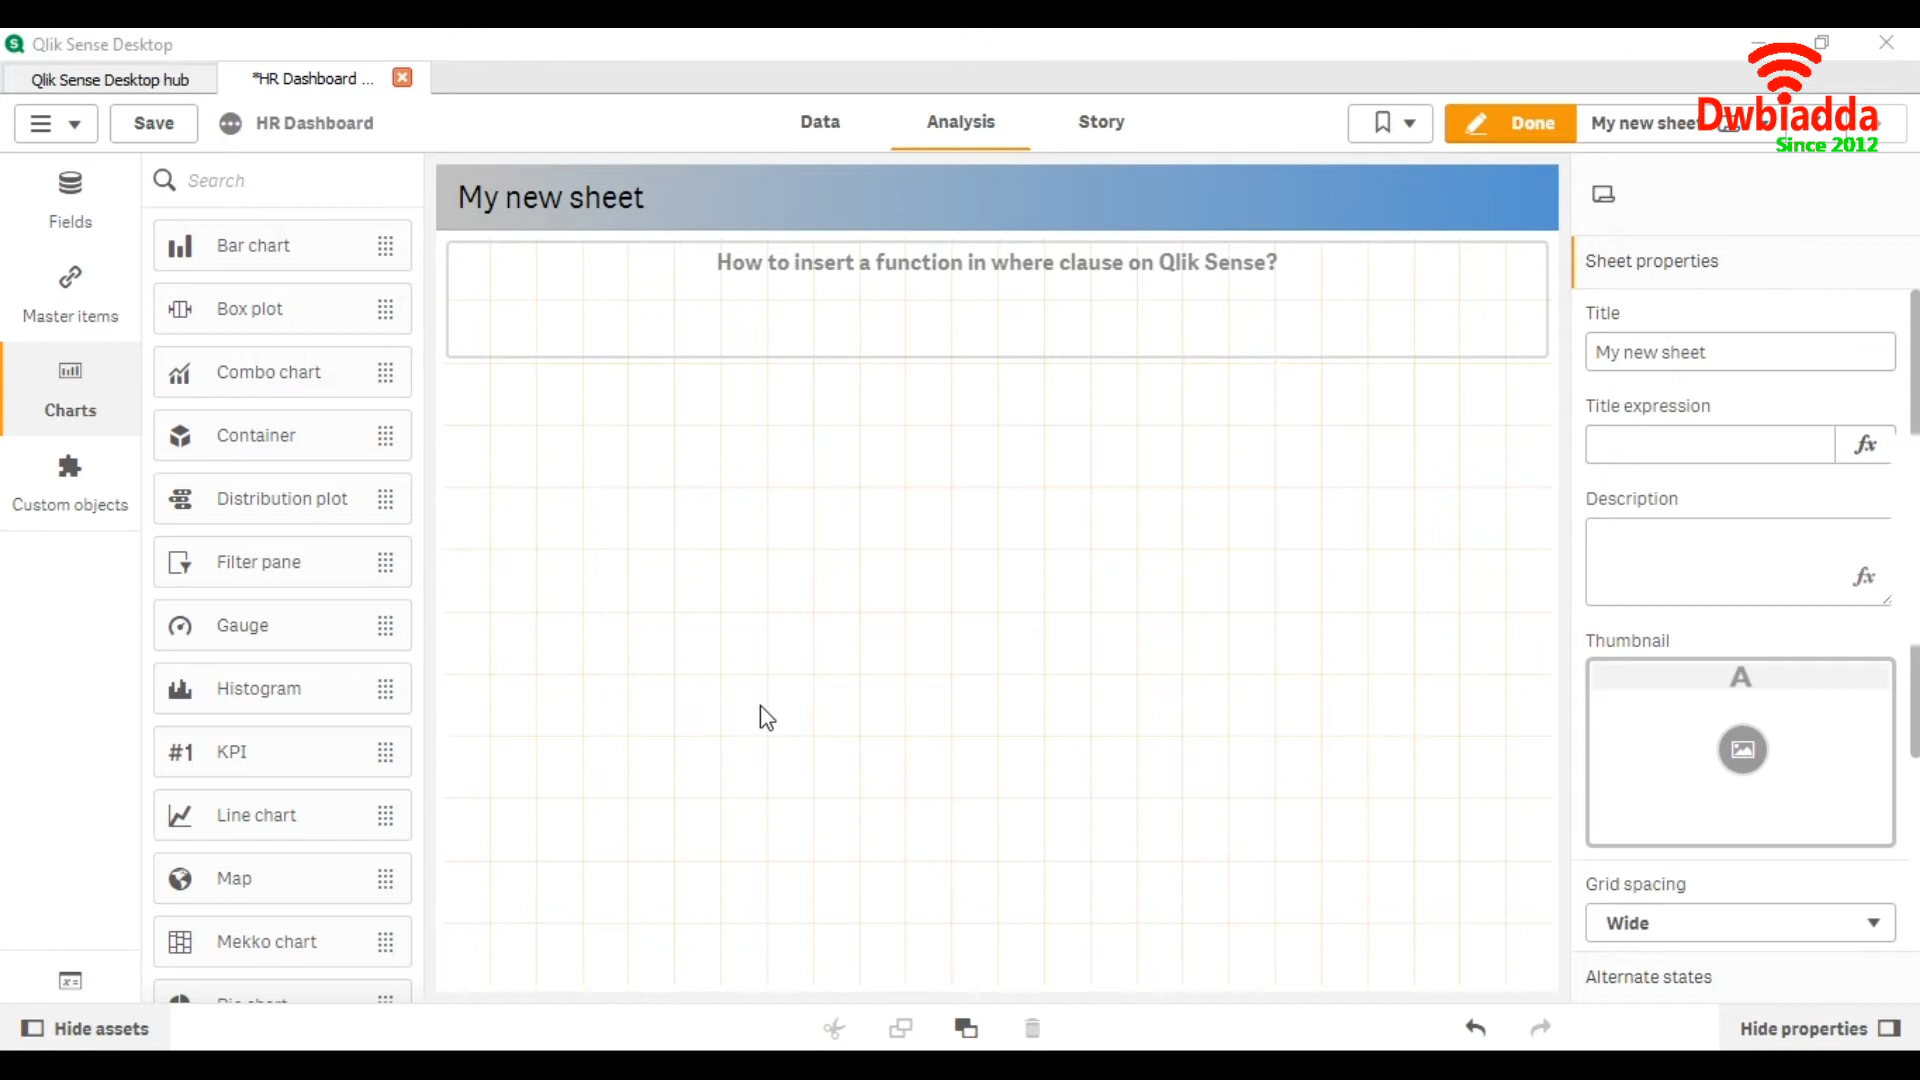 Qlik Sense Desktop
Qlik Sense Desktop hub
*HR Dashboard ...
Save
HR Dashboard
Data
Analysis
Story
Done
My new sheet
Dwbiadda
Since 2012
Fields
Master items
Charts
Custom objects
Search
Bar chart
Box plot
Combo chart
Container
Distribution plot
Filter pane
Gauge
Histogram
#1 KPI
Line chart
Map
Mekko chart
My new sheet
How to insert a function in where clause on Qlik Sense?
Sheet properties
Title
My new sheet
Title expression
fx
Description
fx
Thumbnail
A
Grid spacing
Wide
Alternate states
Hide assets
Hide properties